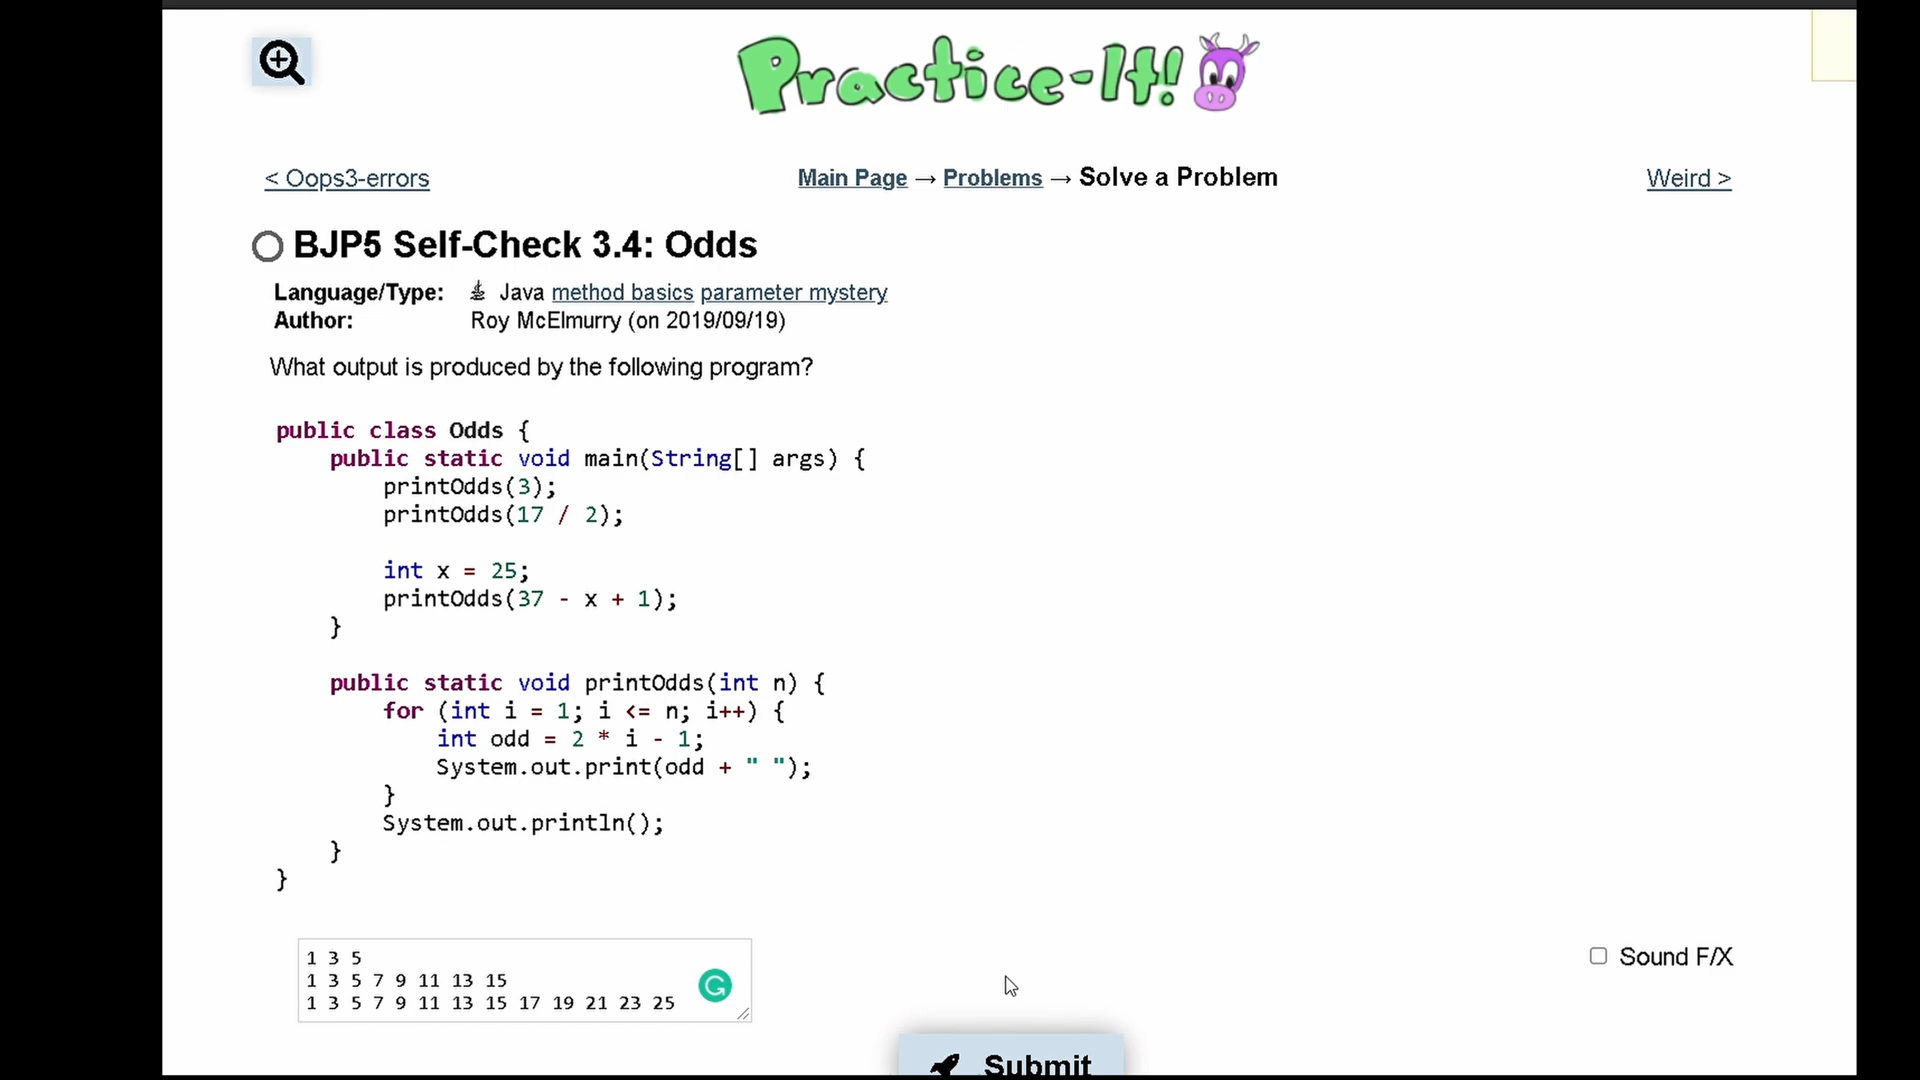 Practice-It!
< Oops3-errors
Main Page → Problems → Solve a Problem
Weird >
BJP5 Self-Check 3.4: Odds
Language/Type: Java method basics parameter mystery
Author: Roy McElmurry (on 2019/09/19)
What output is produced by the following program?
public class Odds {
    public static void main(String[] args) {
        printOdds(3);
        printOdds(17 / 2);
        int x = 25;
        printOdds(37 - x + 1);
    }
    public static void printOdds(int n) {
        for (int i = 1; i <= n; i++) {
            int odd = 2 * i - 1;
            System.out.print(odd + " ");
        }
        System.out.println();
    }
}
1 3 5
1 3 5 7 9 11 13 15
1 3 5 7 9 11 13 15 17 19 21 23 25
Sound F/X
Submit